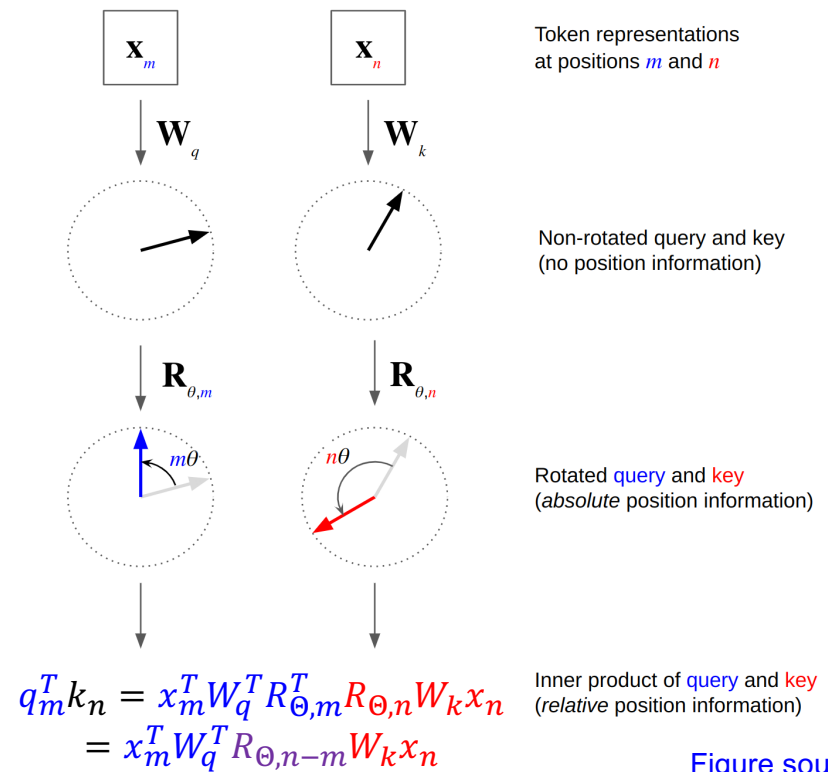 xₘ
xₙ
Token representations
at positions m and n
W_q
W_k
Non-rotated query and key
(no position information)
R_θ,m
R_θ,n
mθ
nθ
Rotated query and key
(absolute position information)
q_m^T k_n = x_m^T W_q^T R_Θ,m^T R_Θ,n W_k x_n
= x_m^T W_q^T R_Θ,n−m W_k x_n
Inner product of query and key
(relative position information)
Figure sou